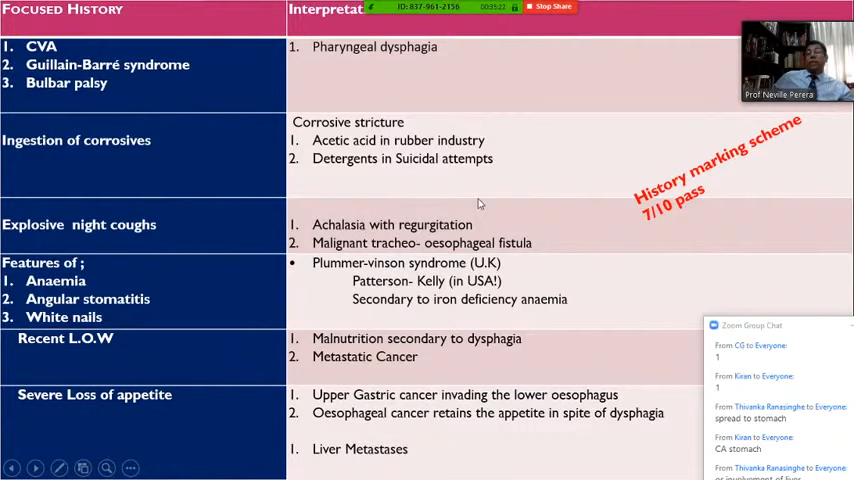 FOCUSED HISTORY
Interpretat
ID: 837-961-2156
00:35:22
Stop Share
1. CVA
2. Guillain-Barré syndrome
3. Bulbar palsy
1. Pharyngeal dysphagia
Prof Neville Perera
Ingestion of corrosives
Corrosive stricture
1. Acetic acid in rubber industry
2. Detergents in Suicidal attempts
History marking scheme
7/10 pass
Explosive night coughs
1. Achalasia with regurgitation
2. Malignant tracheo- oesophageal fistula
Features of ;
1. Anaemia
2. Angular stomatitis
3. White nails
• Plummer-vinson syndrome (U.K)
Patterson- Kelly (in USA!)
Secondary to iron deficiency anaemia
Recent L.O.W
1. Malnutrition secondary to dysphagia
2. Metastatic Cancer
Severe Loss of appetite
1. Upper Gastric cancer invading the lower oesophagus
2. Oesophageal cancer retains the appetite in spite of dysphagia
1. Liver Metastases
Zoom Group Chat
From CG to Everyone:
1
From Kiran to Everyone:
1
From Thivanka Ranasinghe to Everyone:
spread to stomach
From Kiran to Everyone:
CA stomach
From Thivanka Ranasinghe to Everyone:
or involvement of liver